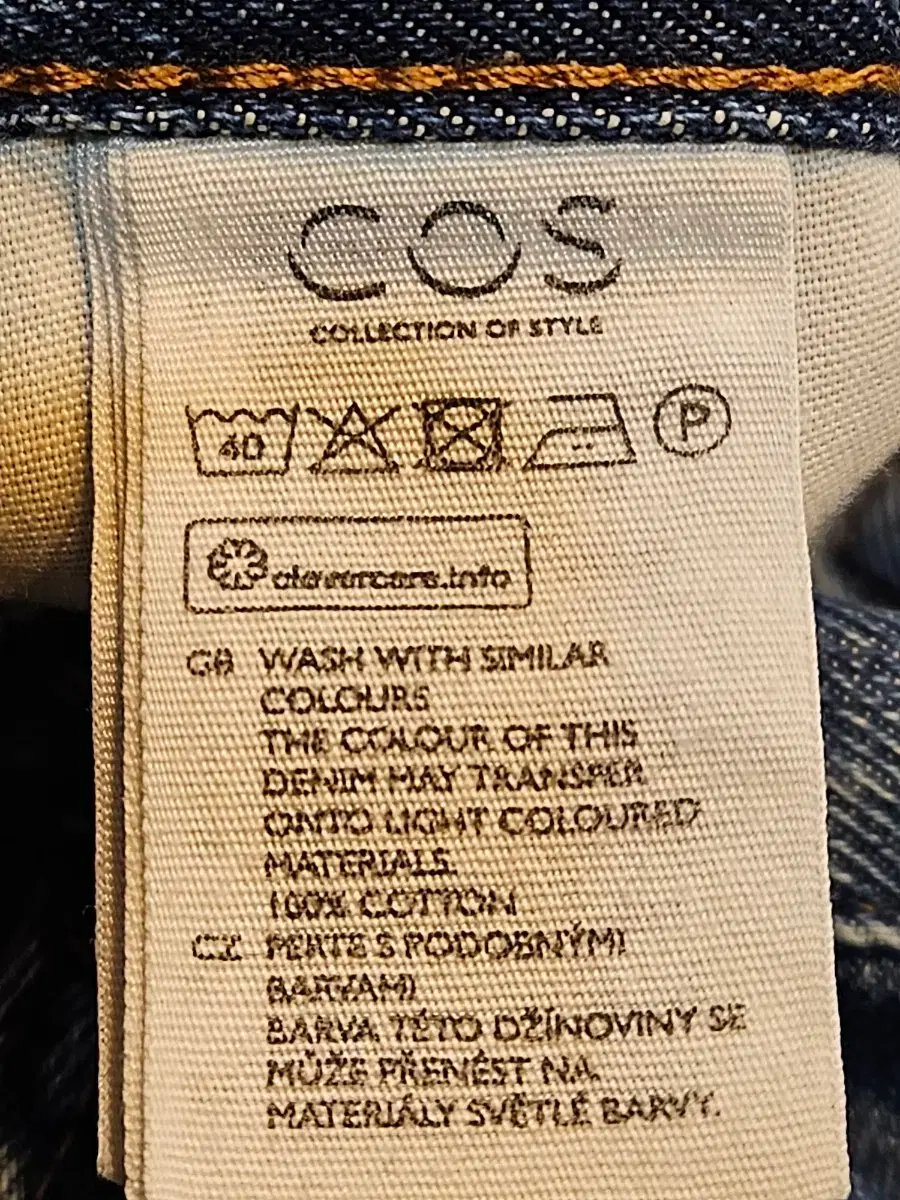 COS
COLLECTION OF STYLE
40
P
clevercare.info
GB WASH WITH SIMILAR
COLOURS
THE COLOUR OF THIS
DENIM MAY TRANSFER
ONTO LIGHT COLOURED
MATERIALS.
100% COTTON
CZ PERTE S PODOBNÝMI
BARVAMI
BARVA TÉTO DŽÍNOVINY SE
MŮŽE PŘENÉST NA
MATERIÁLY SVĚTLÉ BARVY.